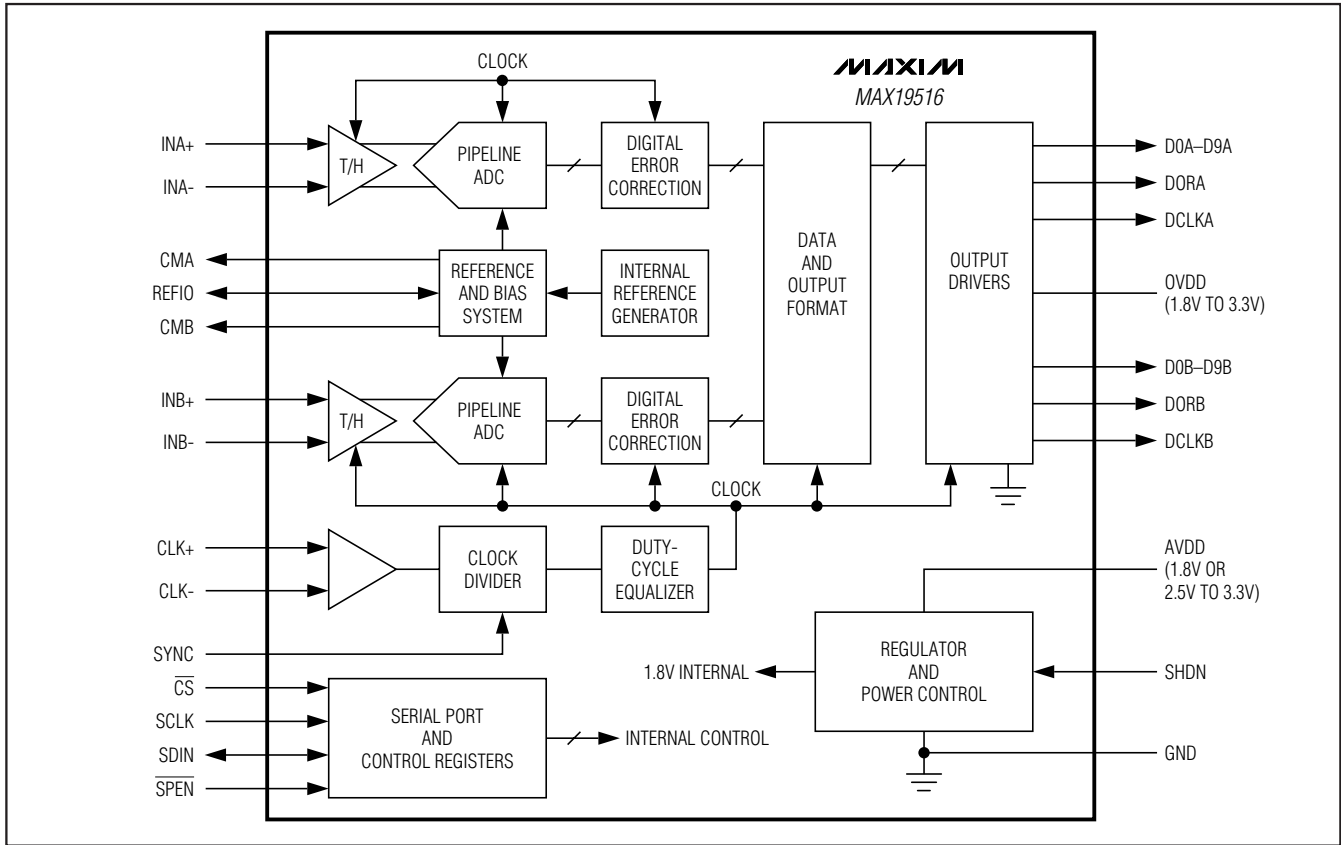 CLOCK
MAXIM
MAX19516
INA+
INA-
T/H
PIPELINE
ADC
DIGITAL
ERROR
CORRECTION
DATA
AND
OUTPUT
FORMAT
OUTPUT
DRIVERS
D0A–D9A
DORA
DCLKA
CMA
REFIO
CMB
REFERENCE
AND BIAS
SYSTEM
INTERNAL
REFERENCE
GENERATOR
OVDD
(1.8V TO 3.3V)
INB+
INB-
T/H
PIPELINE
ADC
DIGITAL
ERROR
CORRECTION
D0B–D9B
DORB
DCLKB
CLOCK
CLK+
CLK-
CLOCK
DIVIDER
DUTY-
CYCLE
EQUALIZER
AVDD
(1.8V OR
2.5V TO 3.3V)
SYNC
CS
SCLK
SDIN
SPEN
SERIAL PORT
AND
CONTROL REGISTERS
INTERNAL CONTROL
1.8V INTERNAL
REGULATOR
AND
POWER CONTROL
SHDN
GND